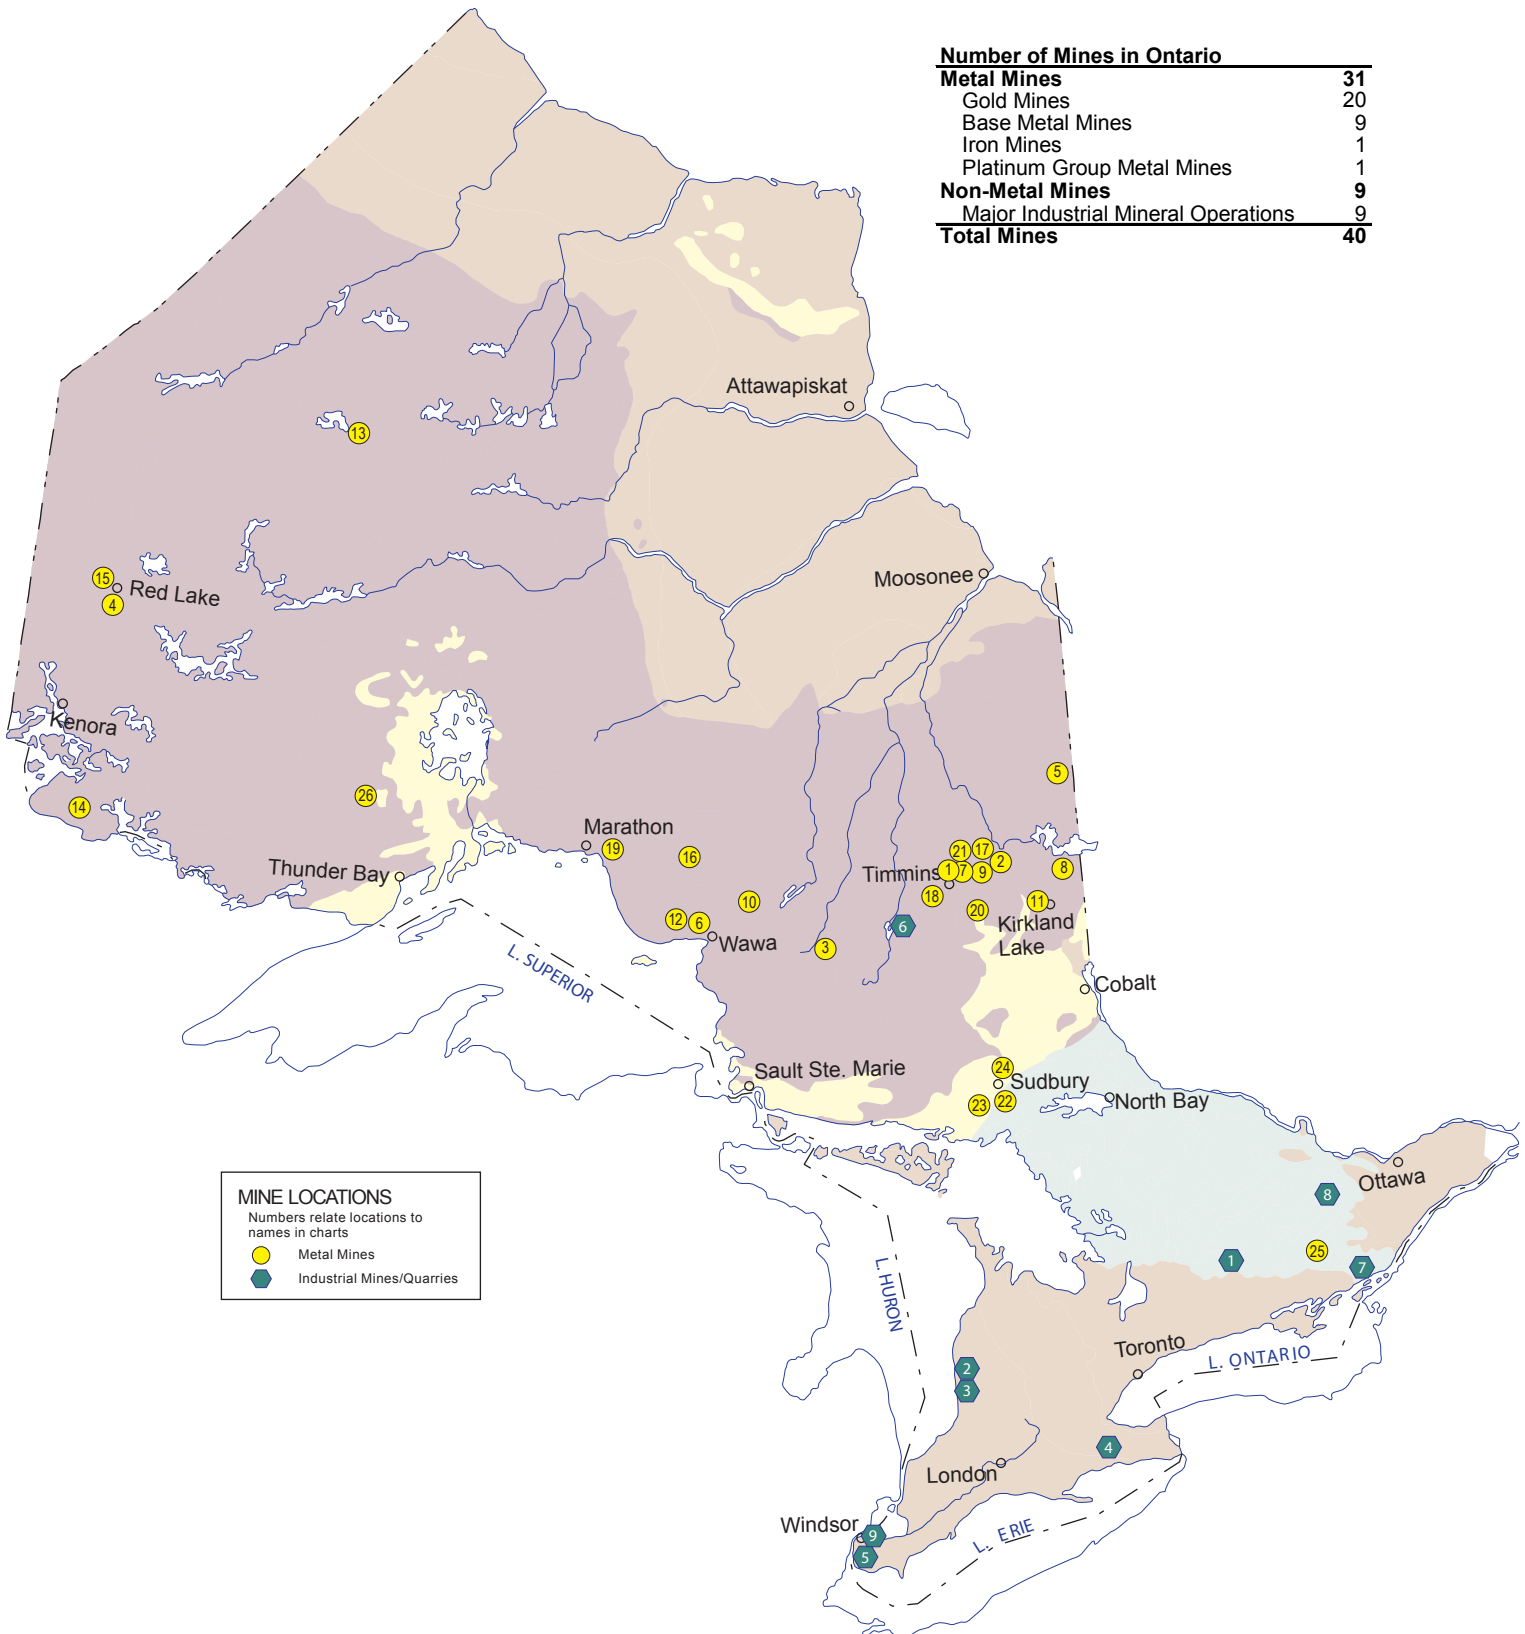 Number of Mines in Ontario
Metal Mines 31
Gold Mines 20
Base Metal Mines 9
Iron Mines 1
Platinum Group Metal Mines 1
Non-Metal Mines 9
Major Industrial Mineral Operations 9
Total Mines 40
Attawapiskat
13
Moosonee
15
Red Lake
4
Kenora
5
26
14
Marathon
19
16
21
17
2
Timmins
1
7
9
8
Thunder Bay
18
10
11
20
12
6
6
Kirkland
Lake
Wawa
3
L. SUPERIOR
Cobalt
24
Sault Ste. Marie
Sudbury
23
22
North Bay
Ottawa
8
MINE LOCATIONS
Numbers relate locations to
names in charts
Metal Mines
Industrial Mines/Quarries
25
1
7
L. HURON
Toronto
L. ONTARIO
2
3
4
London
Windsor
9
L. ERIE
5